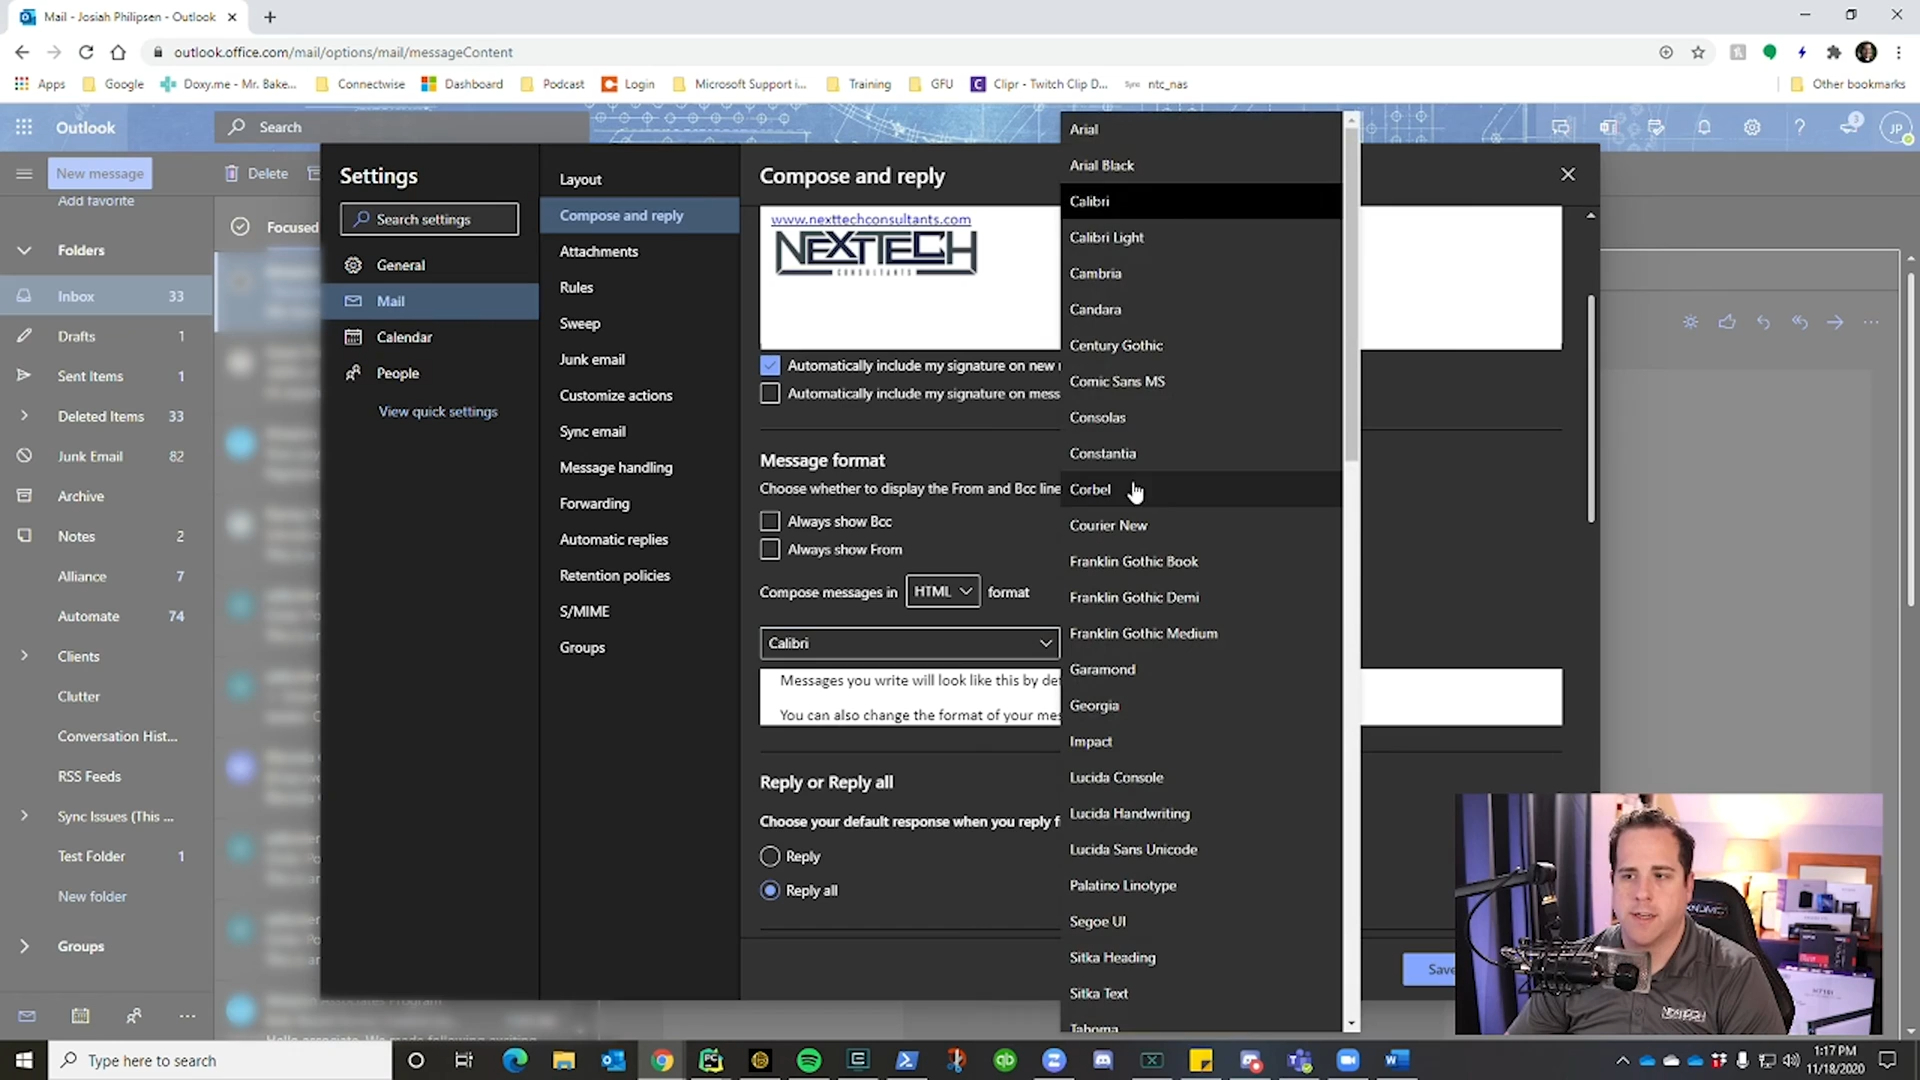 Mail - Josiah Philipsen - Outlook
outlook.office.com/mail/options/mail/messageContent
Apps
Google
Doxy.me - Mr. Bake...
Connectwise
Dashboard
Podcast
Login
Microsoft Support i...
Training
GFU
Clipr - Twitch Clip D...
Sync
ntc_nas
Other bookmarks
Outlook
Search
3
JP
New message
Delete
Add favorite
Focused
Folders
Inbox 33
Drafts 1
Sent Items 1
Deleted Items 33
Junk Email 82
Archive
Notes 2
Alliance 7
Automate 74
Clients
Clutter
Conversation Hist...
RSS Feeds
Sync Issues (This ...
Test Folder 1
New folder
Groups
Settings
Search settings
General
Mail
Calendar
People
View quick settings
Layout
Compose and reply
Attachments
Rules
Sweep
Junk email
Customize actions
Sync email
Message handling
Forwarding
Automatic replies
Retention policies
S/MIME
Groups
Compose and reply
www.nexttechconsultants.com
NEXTTECH
CONSULTANTS
Automatically include my signature on new
Automatically include my signature on mess
Message format
Choose whether to display the From and Bcc line
Always show Bcc
Always show From
Compose messages in HTML format
Calibri
Messages you write will look like this by def
You can also change the format of your mes
Reply or Reply all
Choose your default response when you reply f
Reply
Reply all
Save
Arial
Arial Black
Calibri
Calibri Light
Cambria
Candara
Century Gothic
Comic Sans MS
Consolas
Constantia
Corbel
Courier New
Franklin Gothic Book
Franklin Gothic Demi
Franklin Gothic Medium
Garamond
Georgia
Impact
Lucida Console
Lucida Handwriting
Lucida Sans Unicode
Palatino Linotype
Segoe UI
Sitka Heading
Sitka Text
Tahoma
NEXTTECH
Type here to search
1:17 PM
11/18/2020